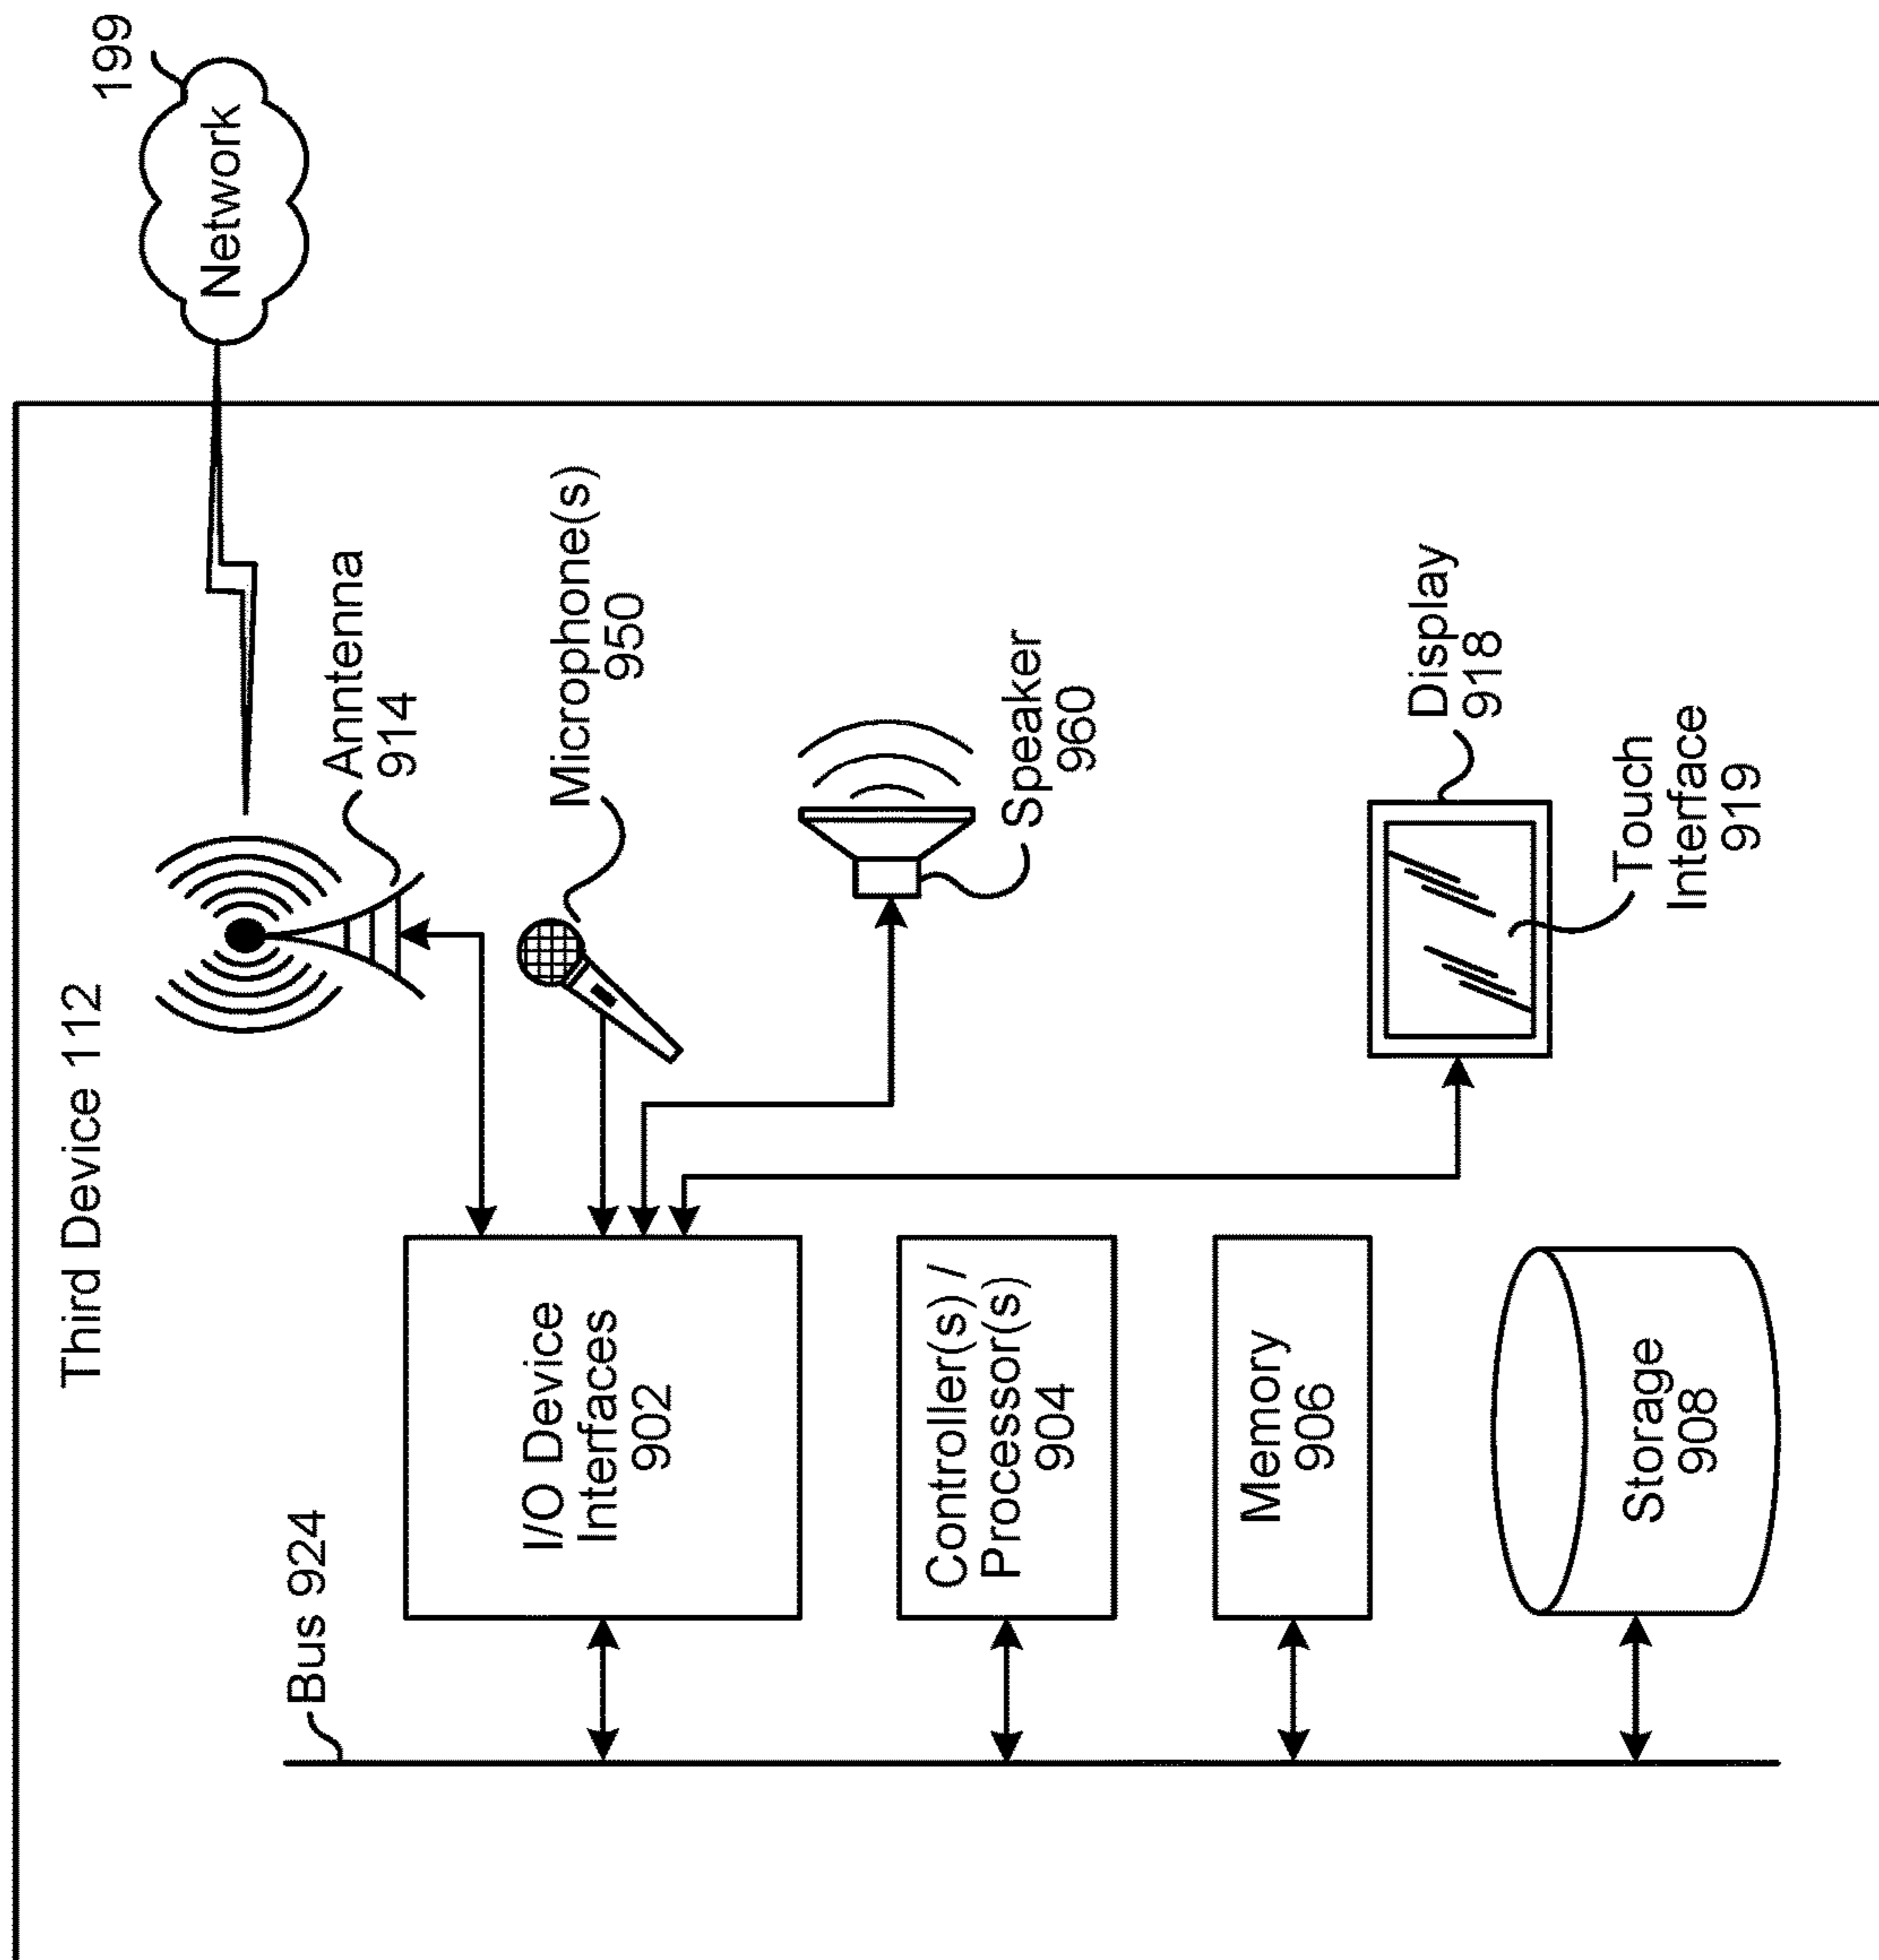 Third Device 112
199
Network
Anntenna
914
Bus 924
I/O Device
Interfaces
902
Microphone(s)
950
Speaker
960
Controller(s) /
Processor(s)
904
Memory
906
Display
918
Touch
Interface
919
Storage
908